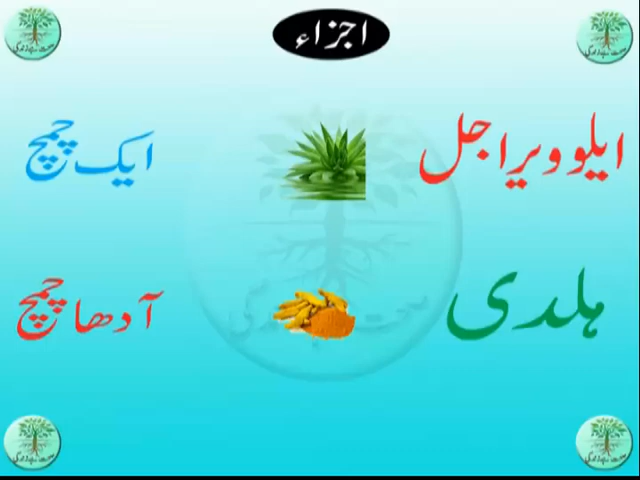 اجزاء
ایلوویرا جل ایک چمچ
ہلدی آدھا چمچ